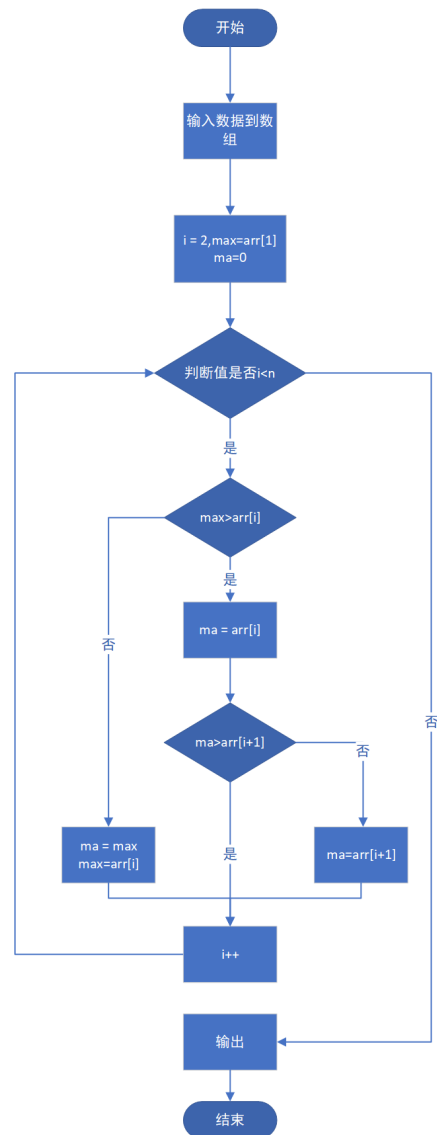 开始
输入数据到数
组
i = 2,max=arr[1]
ma=0
判断值是否i<n
是
max>arr[i]
是
ma = arr[i]
否
ma>arr[i+1]
否
否
ma = max
max=arr[i]
是
ma=arr[i+1]
i++
输出
结束